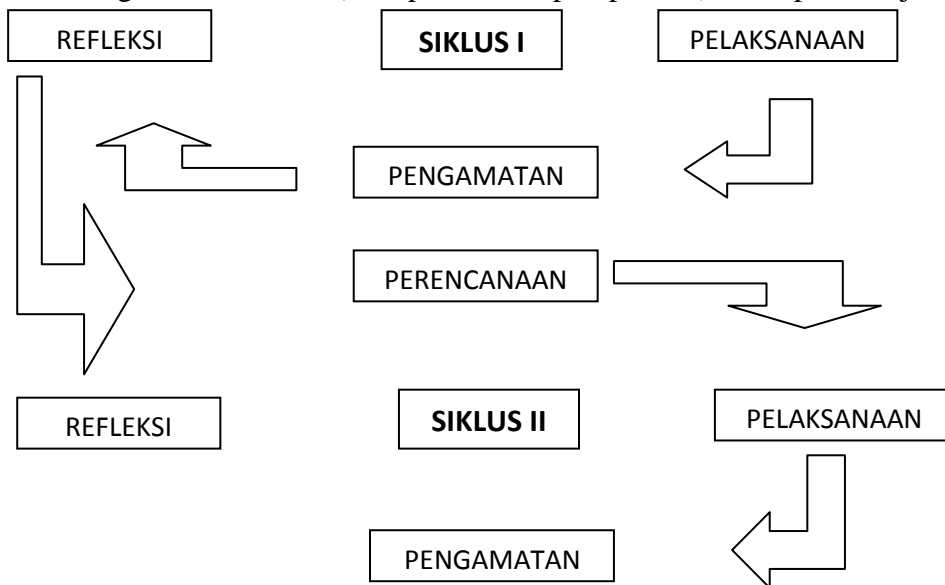 REFLEKSI
SIKLUS I
PELAKSANAAN
PENGAMATAN
PERENCANAAN
REFLEKSI
SIKLUS II
PELAKSANAAN
PENGAMATAN